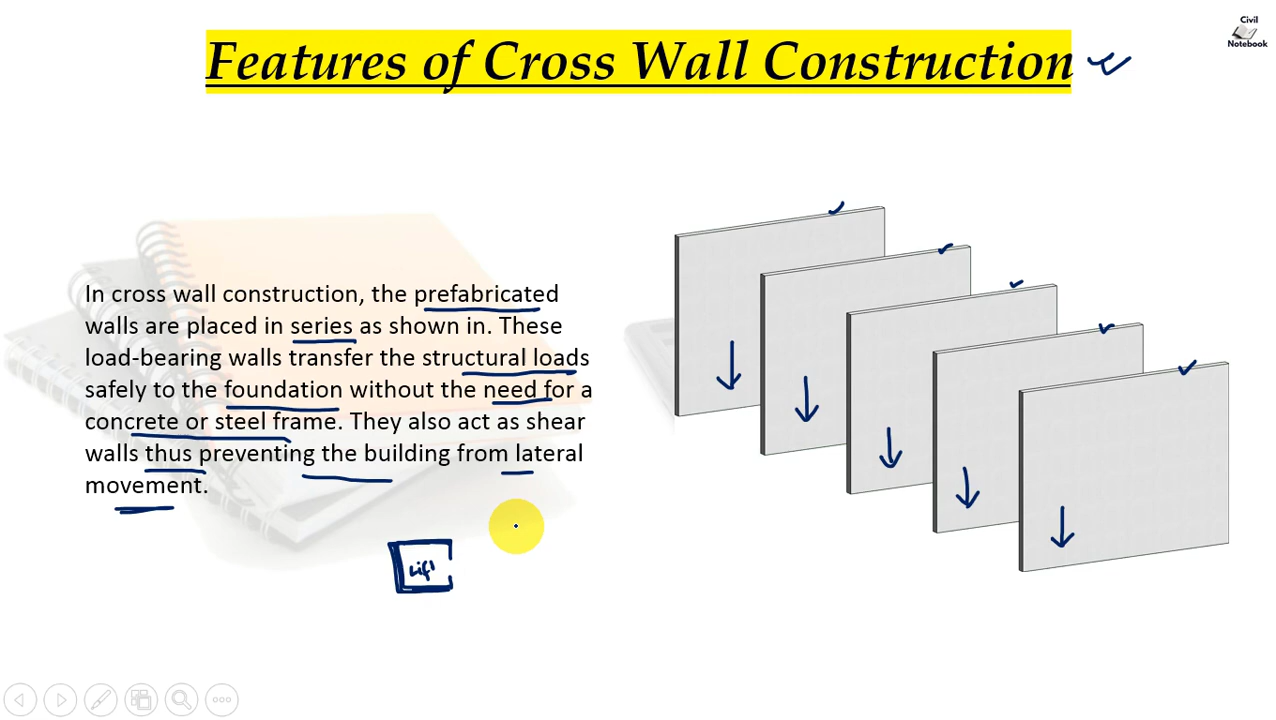 Civil
Notebook
Features of Cross Wall Construction
In cross wall construction, the prefabricated
walls are placed in series as shown in. These
load-bearing walls transfer the structural loads
safely to the foundation without the need for a
concrete or steel frame. They also act as shear
walls thus preventing the building from lateral
movement.